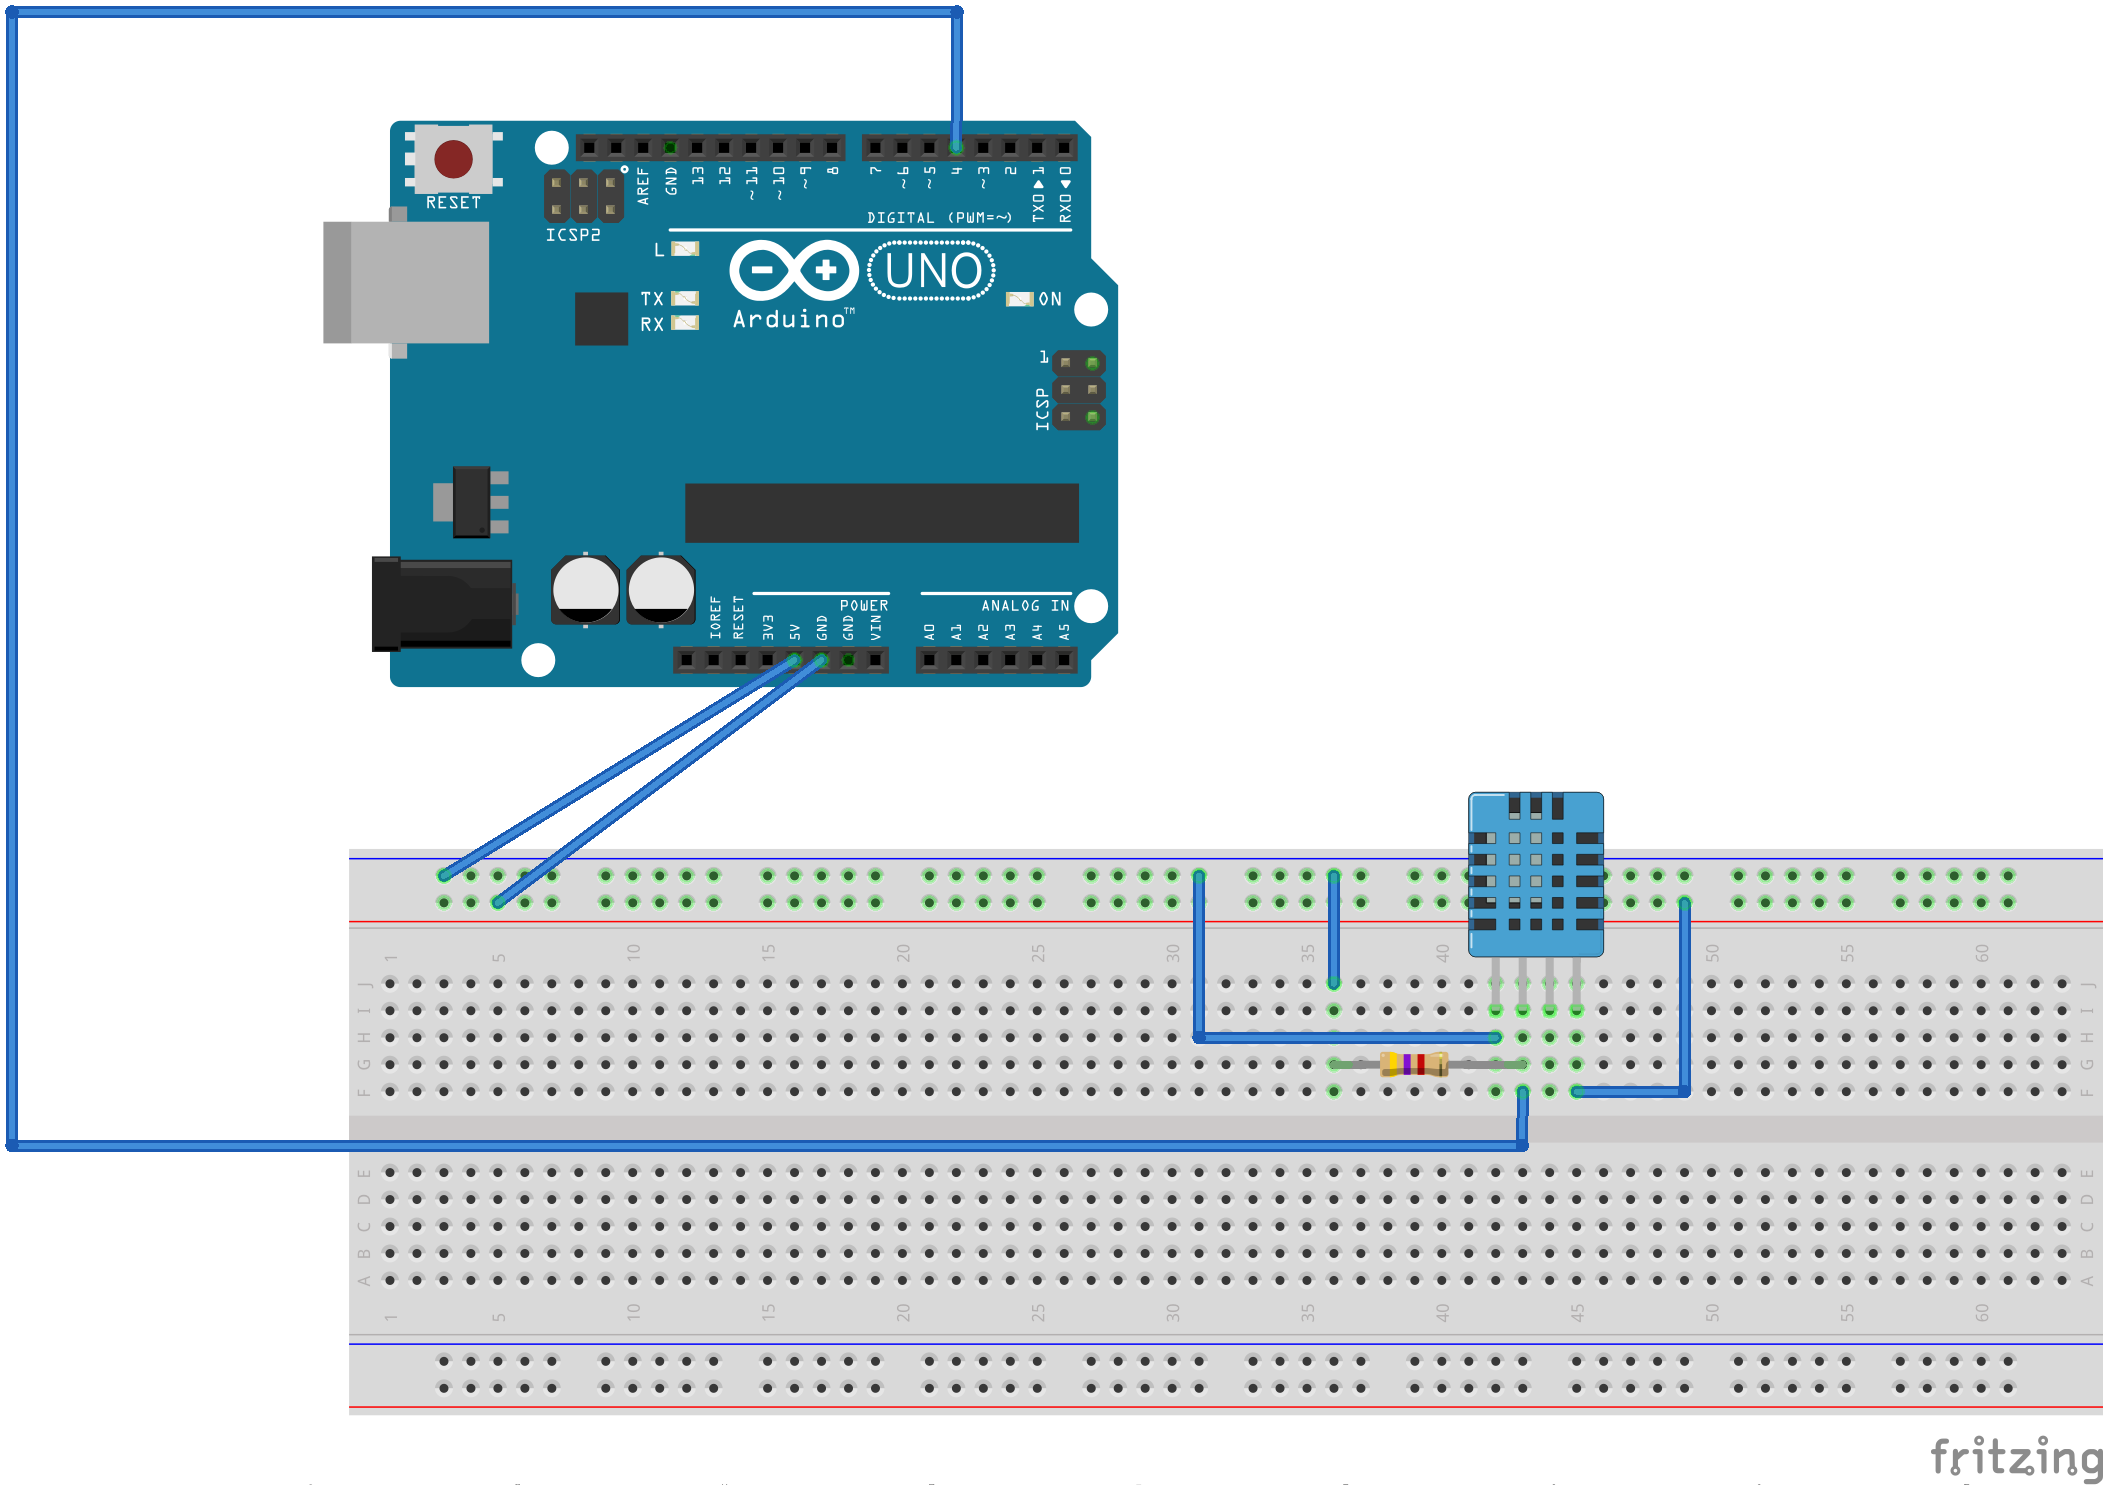 RESET
ICSP2
AREF
GND
13
12
~11
~10
~9
8
7
~6
~5
4
~3
2
TX0▶1
RX0◀0
DIGITAL (PWM=~)
L
TX
RX
UNO
Arduino™
ON
1
ICSP
IOREF
RESET
3V3
5V
GND
GND
VIN
POWER
A0
A1
A2
A3
A4
A5
ANALOG IN
1 5 10 15 20 25 30 35 40 50 55 60
J J
I I
H H
G G
F F
E E
D D
C C
B B
A A
1 5 10 15 20 25 30 35 40 45 50 55 60
fritzing